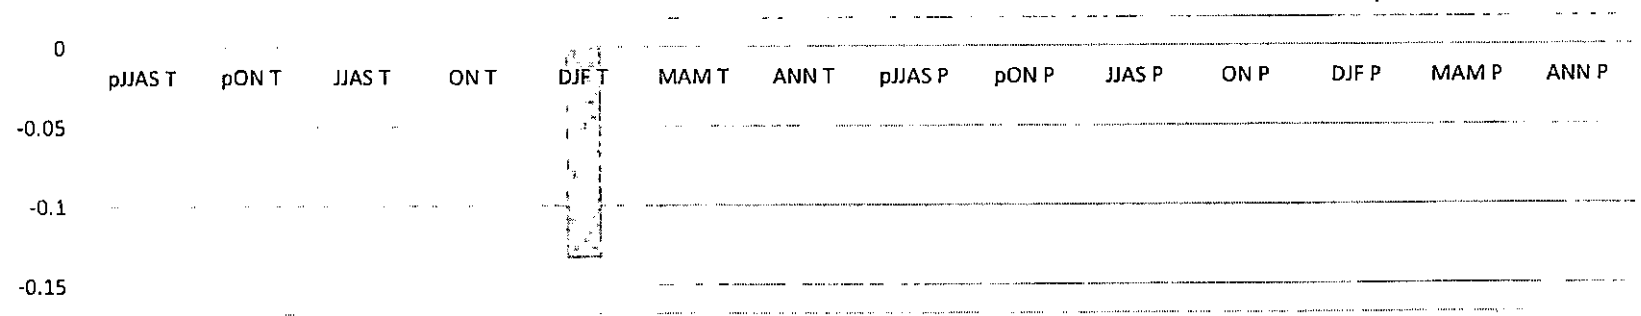 0
pJJAS T pON T JJAS T ON T DJF T MAM T ANN T pJJAS P pON P JJAS P ON P DJF P MAM P ANN P
-0.05
-0.1
-0.15